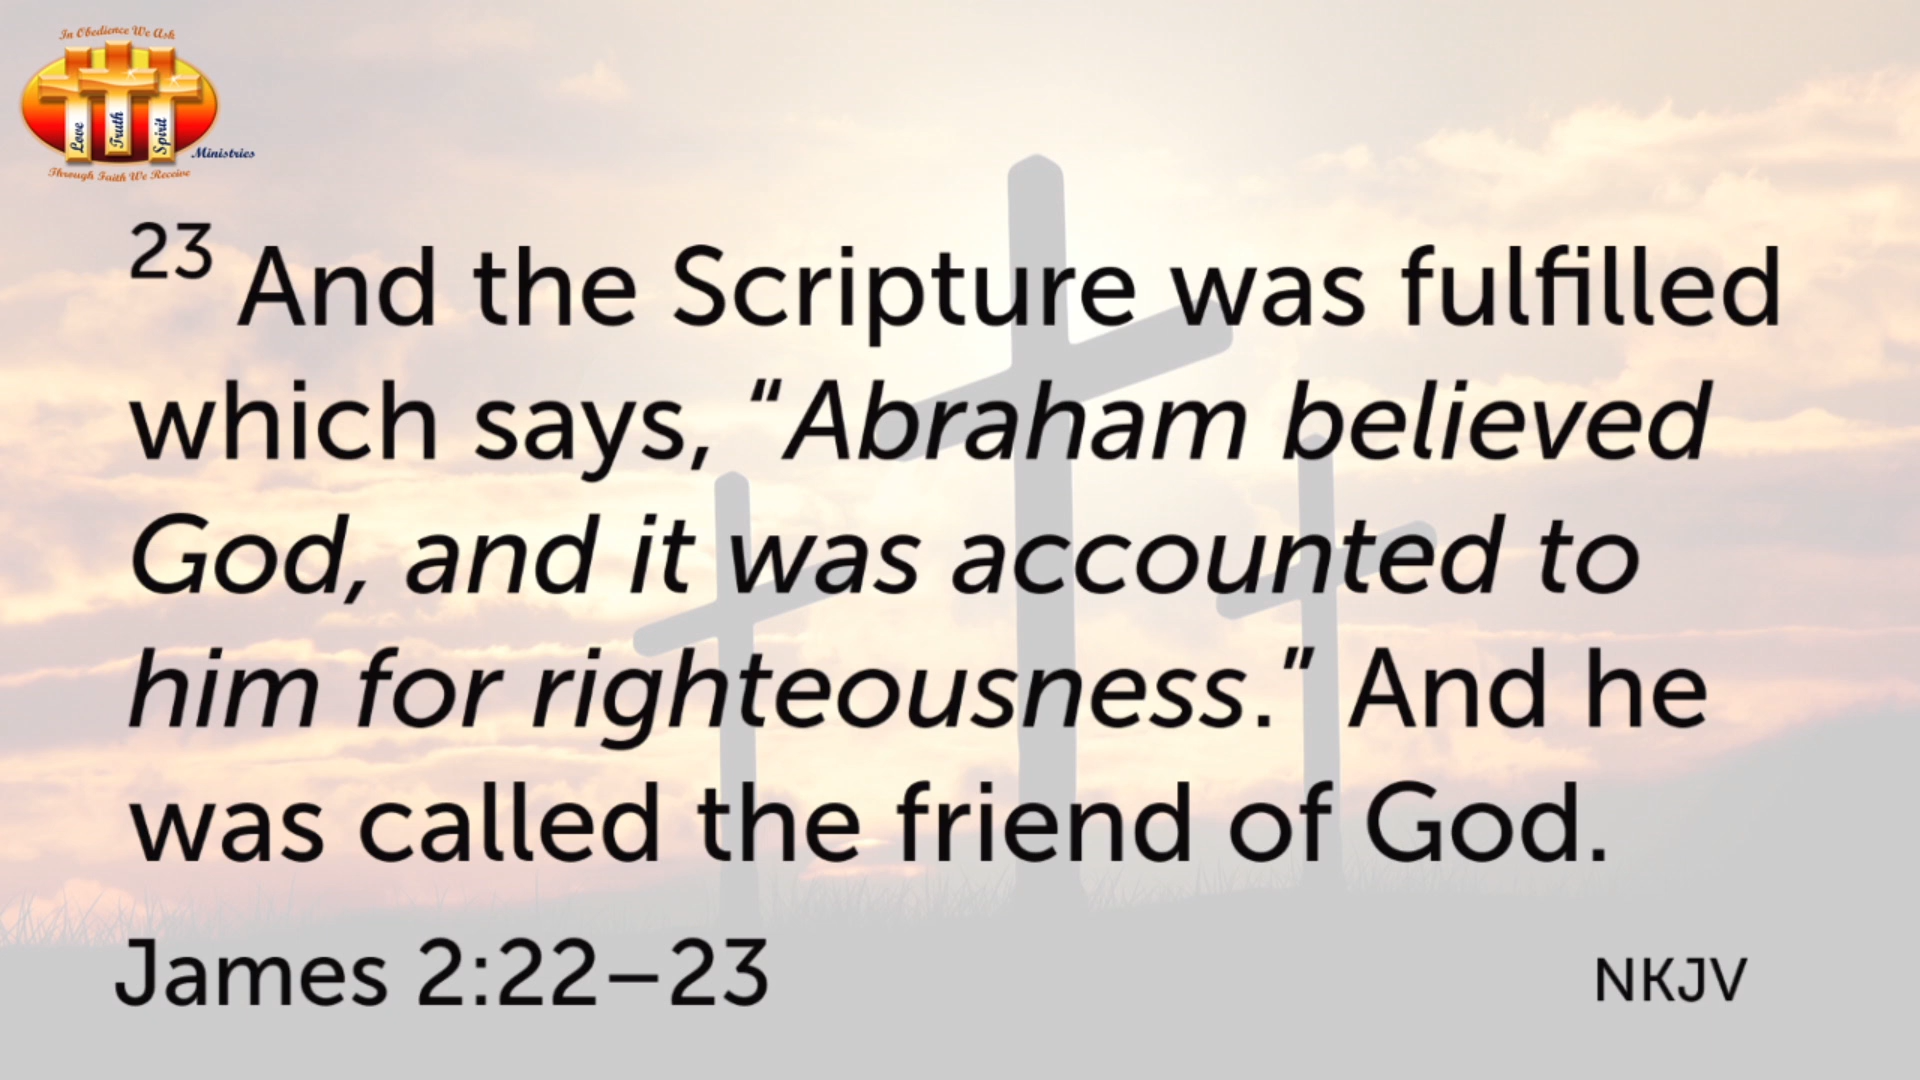 In Obedience We Ask
Love
Truth
Spirit
Ministries
Through Faith We Receive
23 And the Scripture was fulfilled
which says, “Abraham believed
God, and it was accounted to
him for righteousness.” And he
was called the friend of God.
James 2:22–23
NKJV